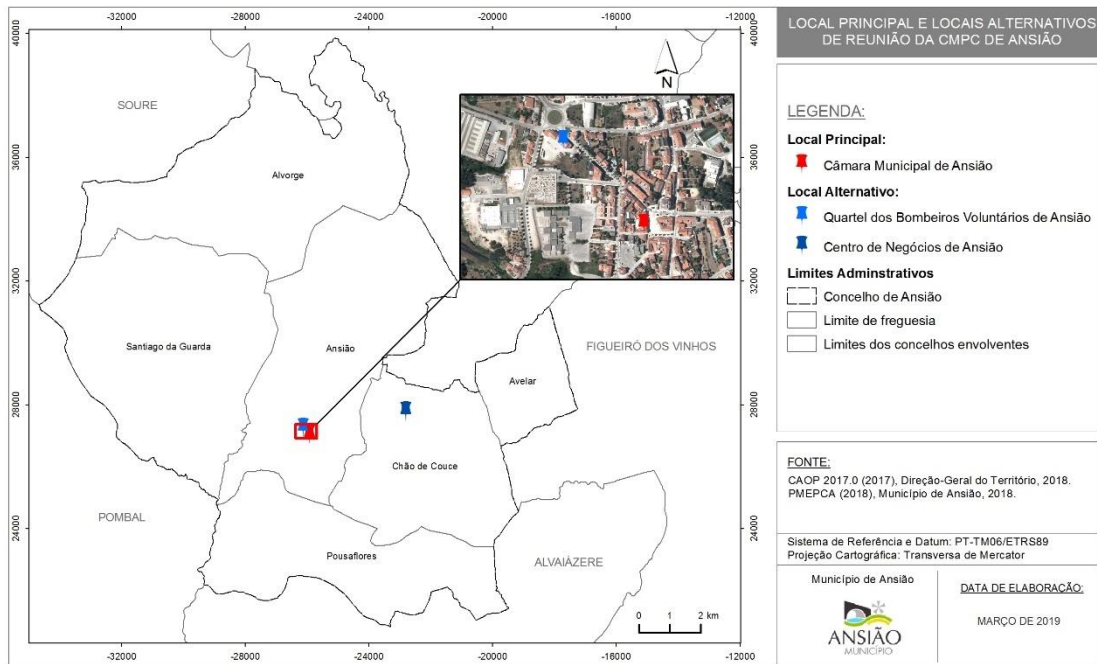 LOCAL PRINCIPAL E LOCAIS ALTERNATIVOS
DE REUNIÃO DA CMPC DE ANSIÃO
-32000
-28000
-24000
-20000
-16000
-12000
40000
36000
32000
28000
24000
40000
36000
32000
28000
24000
SOURE
Alvorge
N
Santiago da Guarda
Ansião
FIGUEIRÓ DOS VINHOS
Avelar
Chão de Couce
POMBAL
Pousaflores
ALVAIÁZERE
0 1 2 km
-32000
-28000
-24000
-20000
-16000
-12000
LEGENDA:
Local Principal:
Câmara Municipal de Ansião
Local Alternativo:
Quartel dos Bombeiros Voluntários de Ansião
Centro de Negócios de Ansião
Limites Adminstrativos
Concelho de Ansião
Limite de freguesia
Limites dos concelhos envolventes
FONTE:
CAOP 2017.0 (2017), Direção-Geral do Território, 2018.
PMEPCA (2018), Município de Ansião, 2018.
Sistema de Referência e Datum: PT-TM06/ETRS89
Projeção Cartográfica: Transversa de Mercator
Município de Ansião
ANSIÃO
MUNICÍPIO
DATA DE ELABORAÇÃO:
MARÇO DE 2019